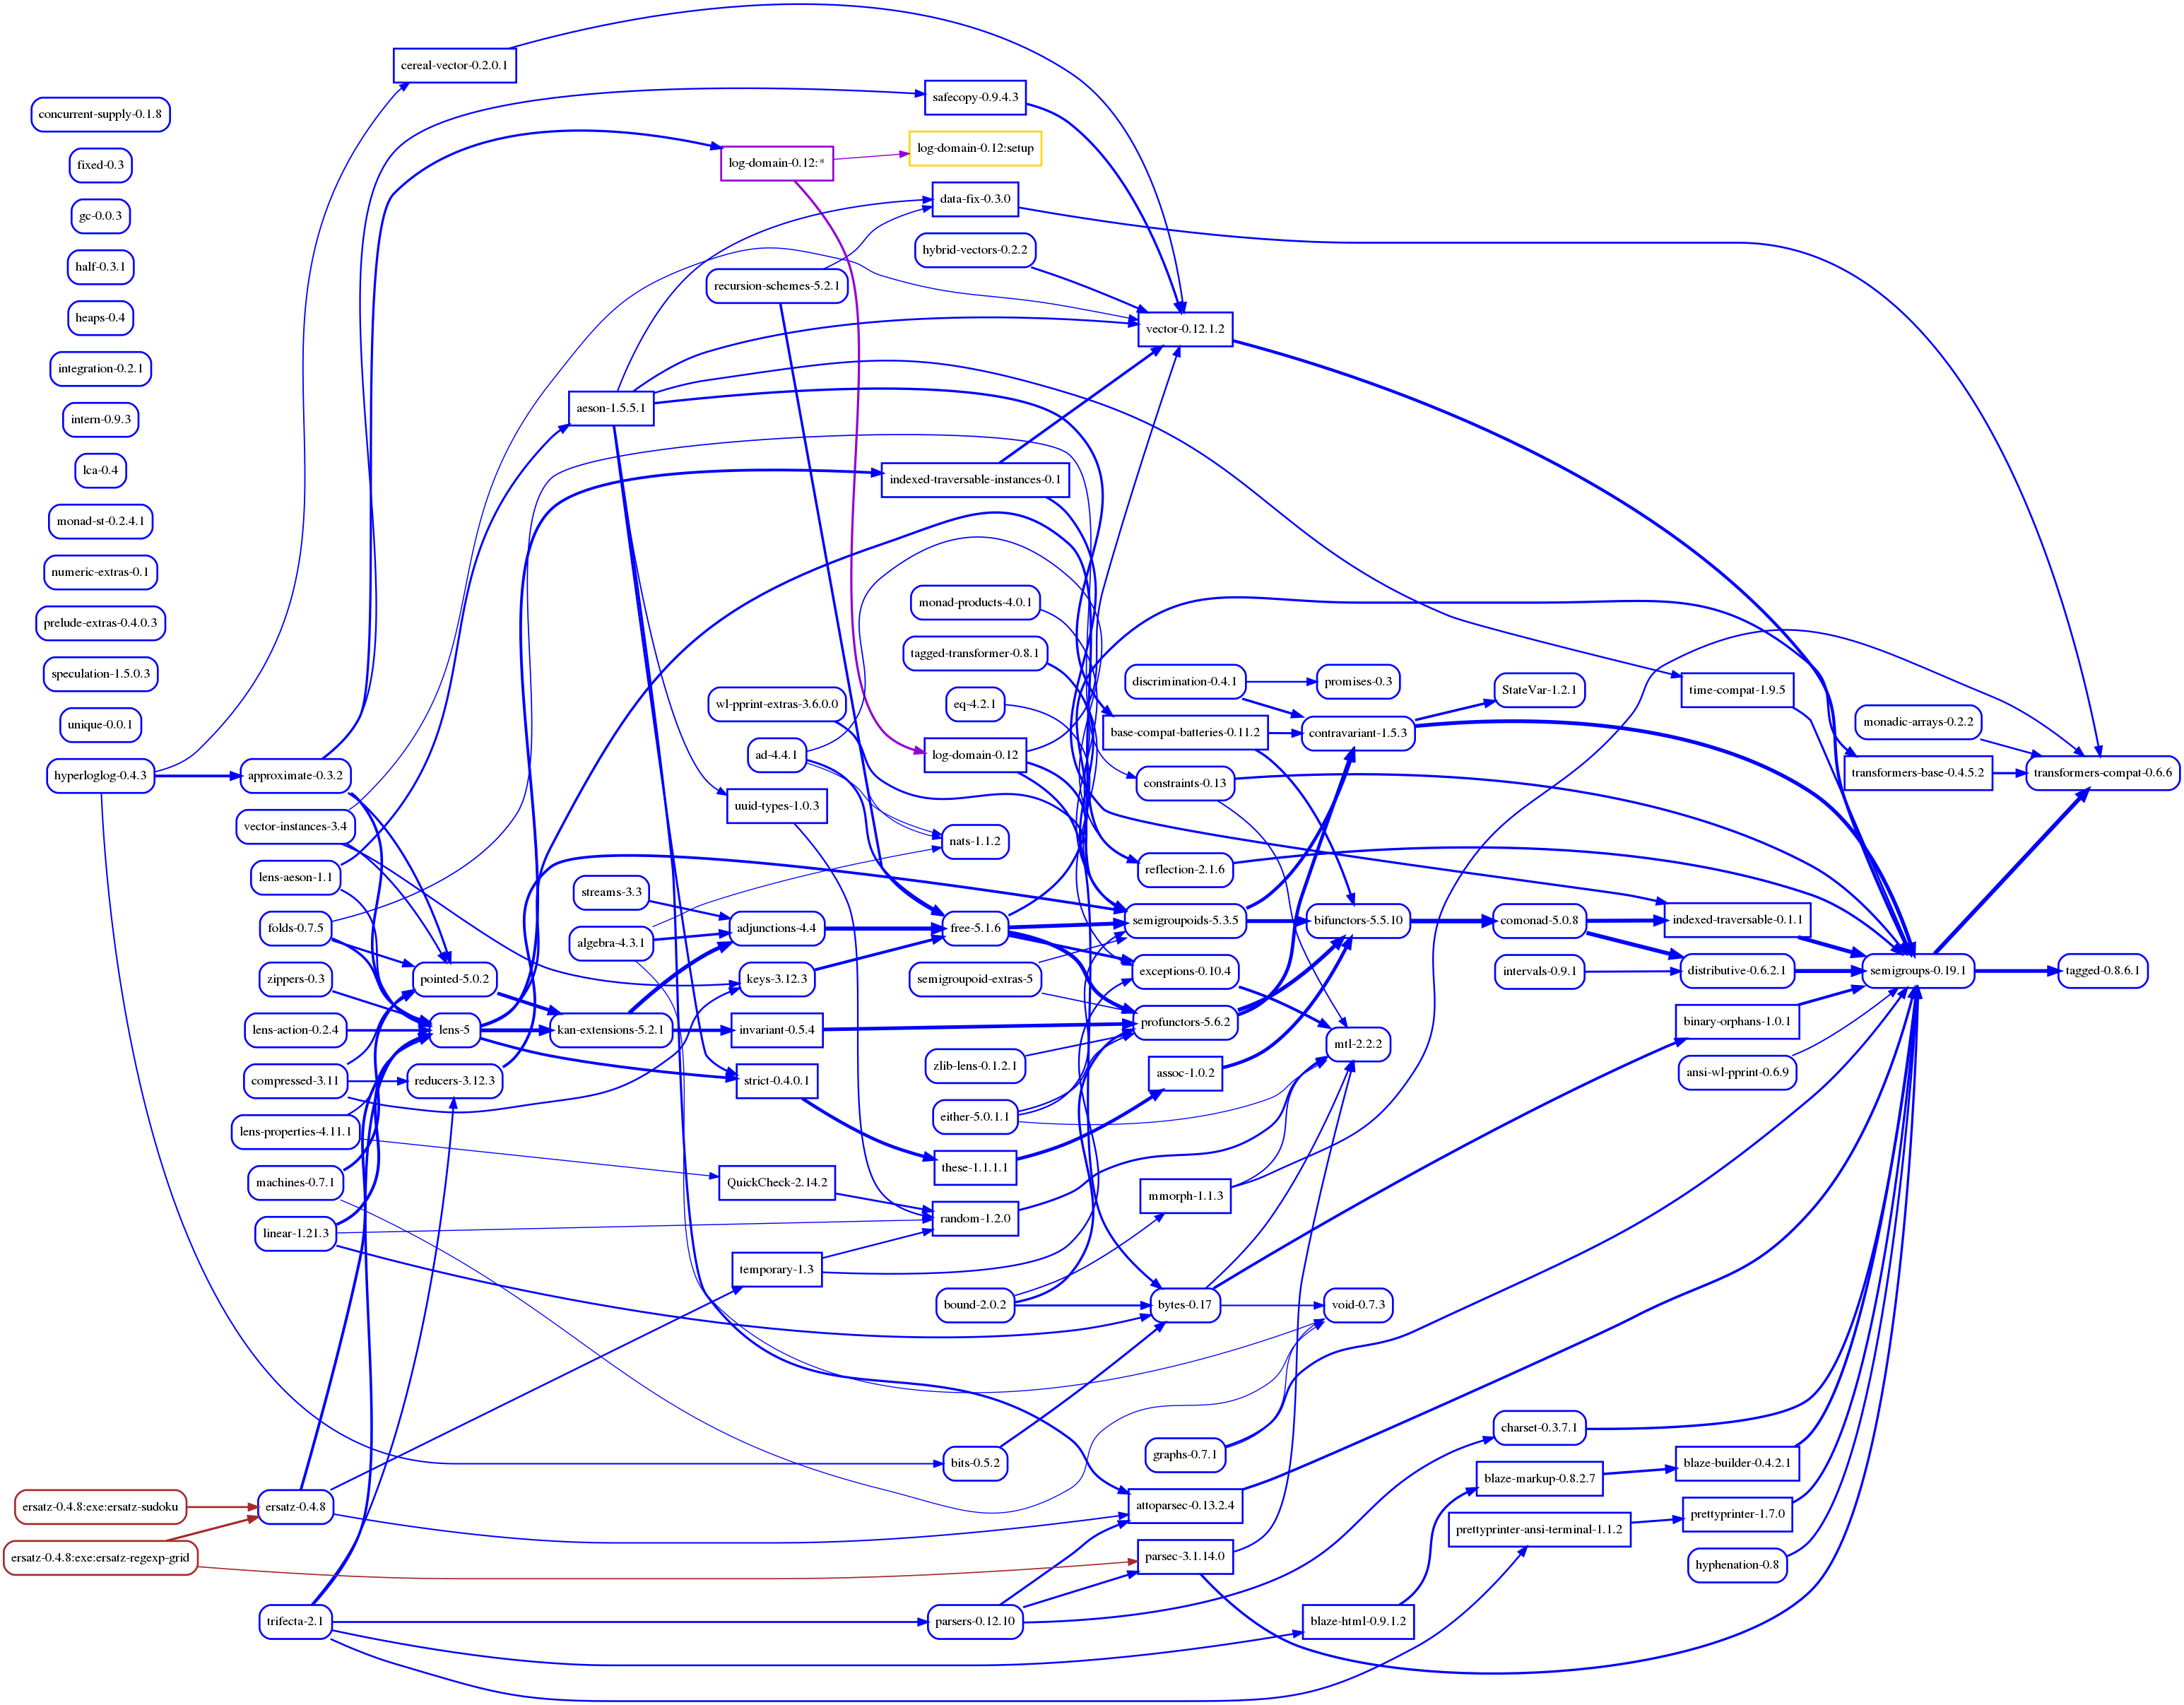 cereal-vector-0.2.0.1
safecopy-0.9.4.3
concurrent-supply-0.1.8
log-domain-0.12:setup
log-domain-0.12:*
fixed-0.3
data-fix-0.3.0
gc-0.0.3
hybrid-vectors-0.2.2
half-0.3.1
recursion-schemes-5.2.1
heaps-0.4
vector-0.12.1.2
integration-0.2.1
aeson-1.5.5.1
intern-0.9.3
lca-0.4
indexed-traversable-instances-0.1
monad-st-0.2.4.1
numeric-extras-0.1
monad-products-4.0.1
prelude-extras-0.4.0.3
tagged-transformer-0.8.1
speculation-1.5.0.3
discrimination-0.4.1
promises-0.3
StateVar-1.2.1
time-compat-1.9.5
wl-pprint-extras-3.6.0.0
eq-4.2.1
unique-0.0.1
base-compat-batteries-0.11.2
contravariant-1.5.3
monadic-arrays-0.2.2
ad-4.4.1
log-domain-0.12
hyperloglog-0.4.3
approximate-0.3.2
constraints-0.13
transformers-base-0.4.5.2
transformers-compat-0.6.6
uuid-types-1.0.3
vector-instances-3.4
nats-1.1.2
lens-aeson-1.1
reflection-2.1.6
streams-3.3
folds-0.7.5
algebra-4.3.1
adjunctions-4.4
free-5.1.6
semigroupoids-5.3.5
bifunctors-5.5.10
comonad-5.0.8
indexed-traversable-0.1.1
zippers-0.3
pointed-5.0.2
keys-3.12.3
semigroupoid-extras-5
exceptions-0.10.4
intervals-0.9.1
distributive-0.6.2.1
semigroups-0.19.1
tagged-0.8.6.1
lens-action-0.2.4
lens-5
kan-extensions-5.2.1
invariant-0.5.4
profunctors-5.6.2
binary-orphans-1.0.1
mtl-2.2.2
compressed-3.11
reducers-3.12.3
strict-0.4.0.1
zlib-lens-0.1.2.1
assoc-1.0.2
ansi-wl-pprint-0.6.9
lens-properties-4.11.1
either-5.0.1.1
machines-0.7.1
QuickCheck-2.14.2
these-1.1.1.1
mmorph-1.1.3
linear-1.21.3
random-1.2.0
temporary-1.3
bound-2.0.2
bytes-0.17
void-0.7.3
charset-0.3.7.1
graphs-0.7.1
bits-0.5.2
blaze-markup-0.8.2.7
blaze-builder-0.4.2.1
ersatz-0.4.8:exe:ersatz-sudoku
ersatz-0.4.8
attoparsec-0.13.2.4
prettyprinter-ansi-terminal-1.1.2
prettyprinter-1.7.0
ersatz-0.4.8:exe:ersatz-regexp-grid
parsec-3.1.14.0
hyphenation-0.8
trifecta-2.1
parsers-0.12.10
blaze-html-0.9.1.2